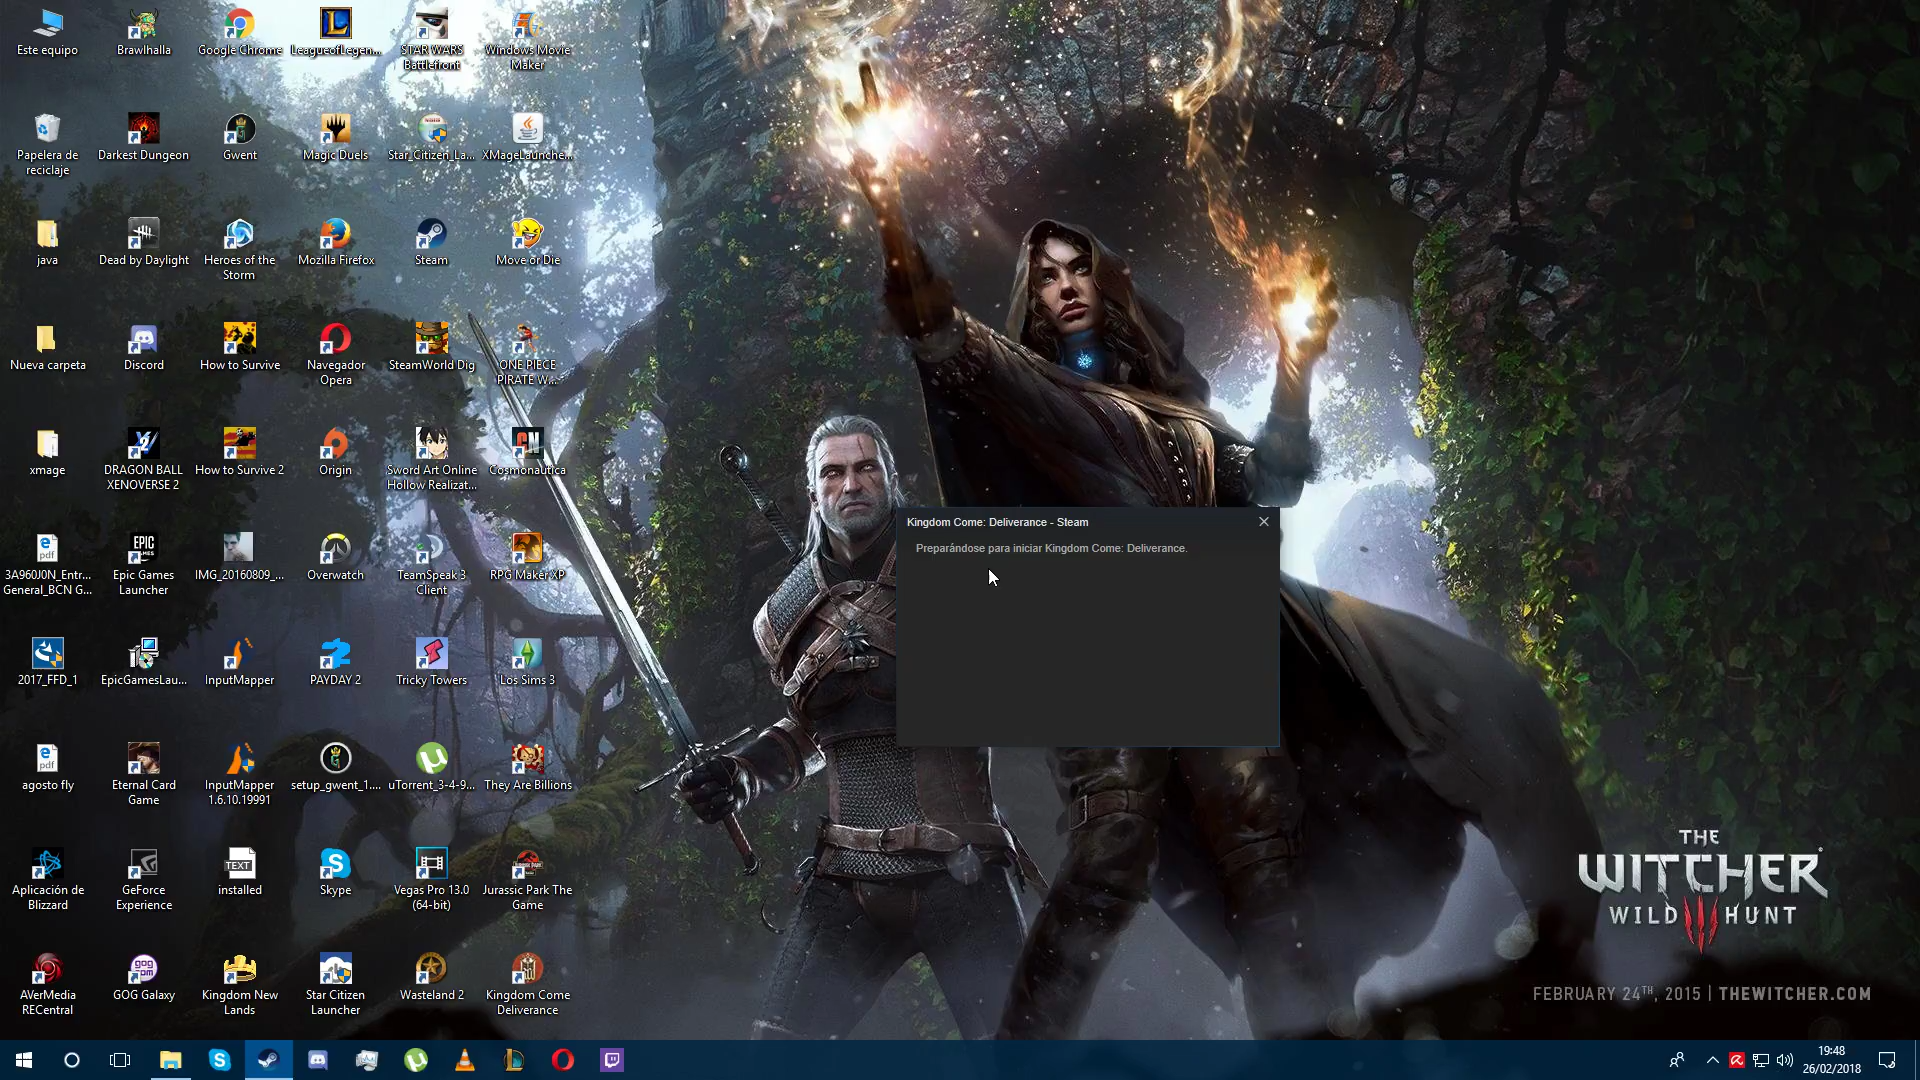 Este equipo
Brawlhalla
Google Chrome
LeagueofLegen...
STAR WARS
Battlefront
Windows Movie
Maker
Papelera de
reciclaje
Darkest Dungeon
Gwent
Magic Duels
Star_Citizen_La...
XMageLaunche...
java
Dead by Daylight
Heroes of the
Storm
Mozilla Firefox
Steam
Move or Die
Nueva carpeta
Discord
How to Survive
Navegador
Opera
SteamWorld Dig
ONE PIECE
PIRATE W...
xmage
DRAGON BALL
XENOVERSE 2
How to Survive 2
Origin
Sword Art Online
Hollow Realizat...
Cosmonautica
3A960J0N_Entr...
General_BCN G...
Epic Games
Launcher
IMG_20160809_...
Overwatch
TeamSpeak 3
Client
RPG Maker XP
2017_FFD_1
EpicGamesLau...
InputMapper
PAYDAY 2
Tricky Towers
Los Sims 3
agosto fly
Eternal Card
Game
InputMapper
1.6.10.19991
setup_gwent_1....
uTorrent_3-4-9...
They Are Billions
Aplicación de
Blizzard
GeForce
Experience
installed
Skype
Vegas Pro 13.0
(64-bit)
Jurassic Park The
Game
AVerMedia
RECentral
GOG Galaxy
Kingdom New
Lands
Star Citizen
Launcher
Wasteland 2
Kingdom Come
Deliverance
Kingdom Come: Deliverance - Steam
Preparándose para iniciar Kingdom Come: Deliverance.
THE
WITCHER
WILD HUNT
FEBRUARY 24TH, 2015 | THEWITCHER.COM
19:48
26/02/2018